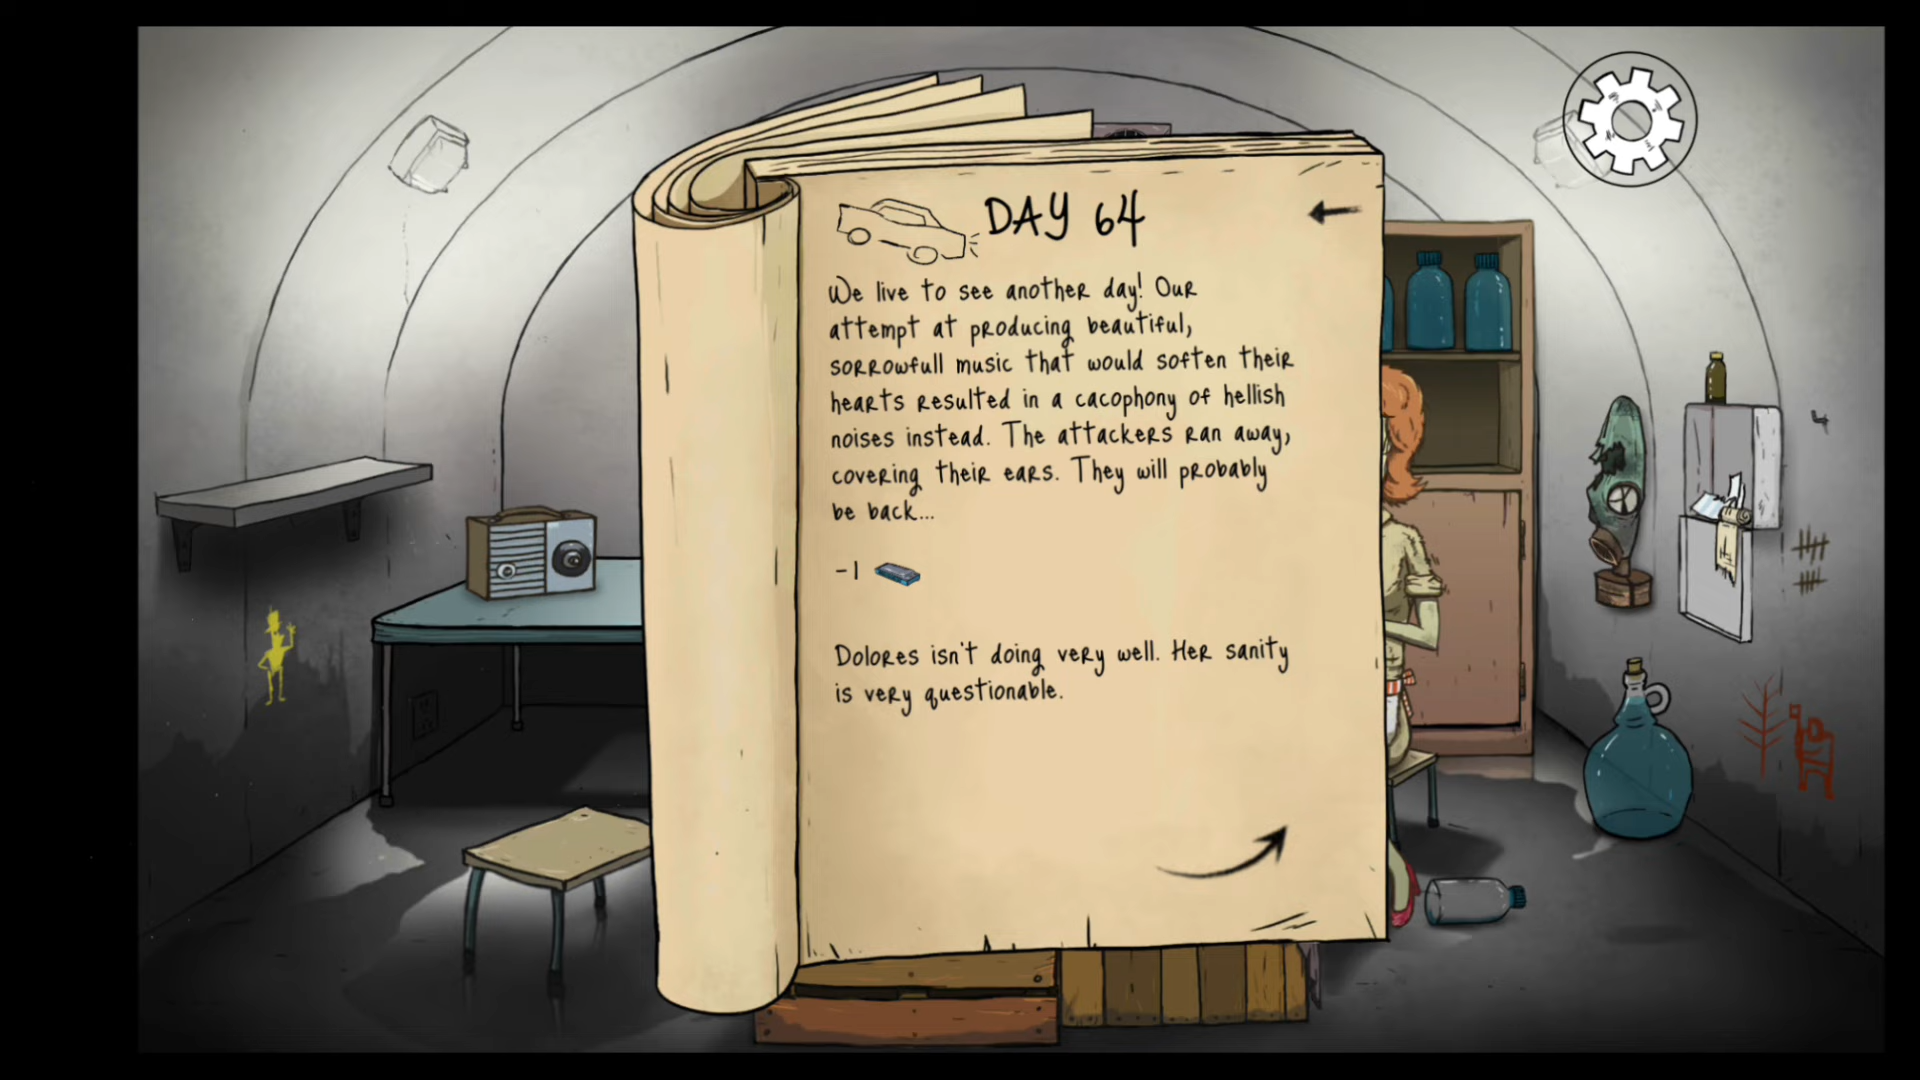 DAY 64
We live to see another day! Our
attempt at producing beautiful,
sorrowfull music that would soften their
hearts resulted in a cacophony of hellish
noises instead. The attackers ran away,
covering their ears. They will probably
be back...
-1
Dolores isn't doing very well. Her sanity
is very questionable.